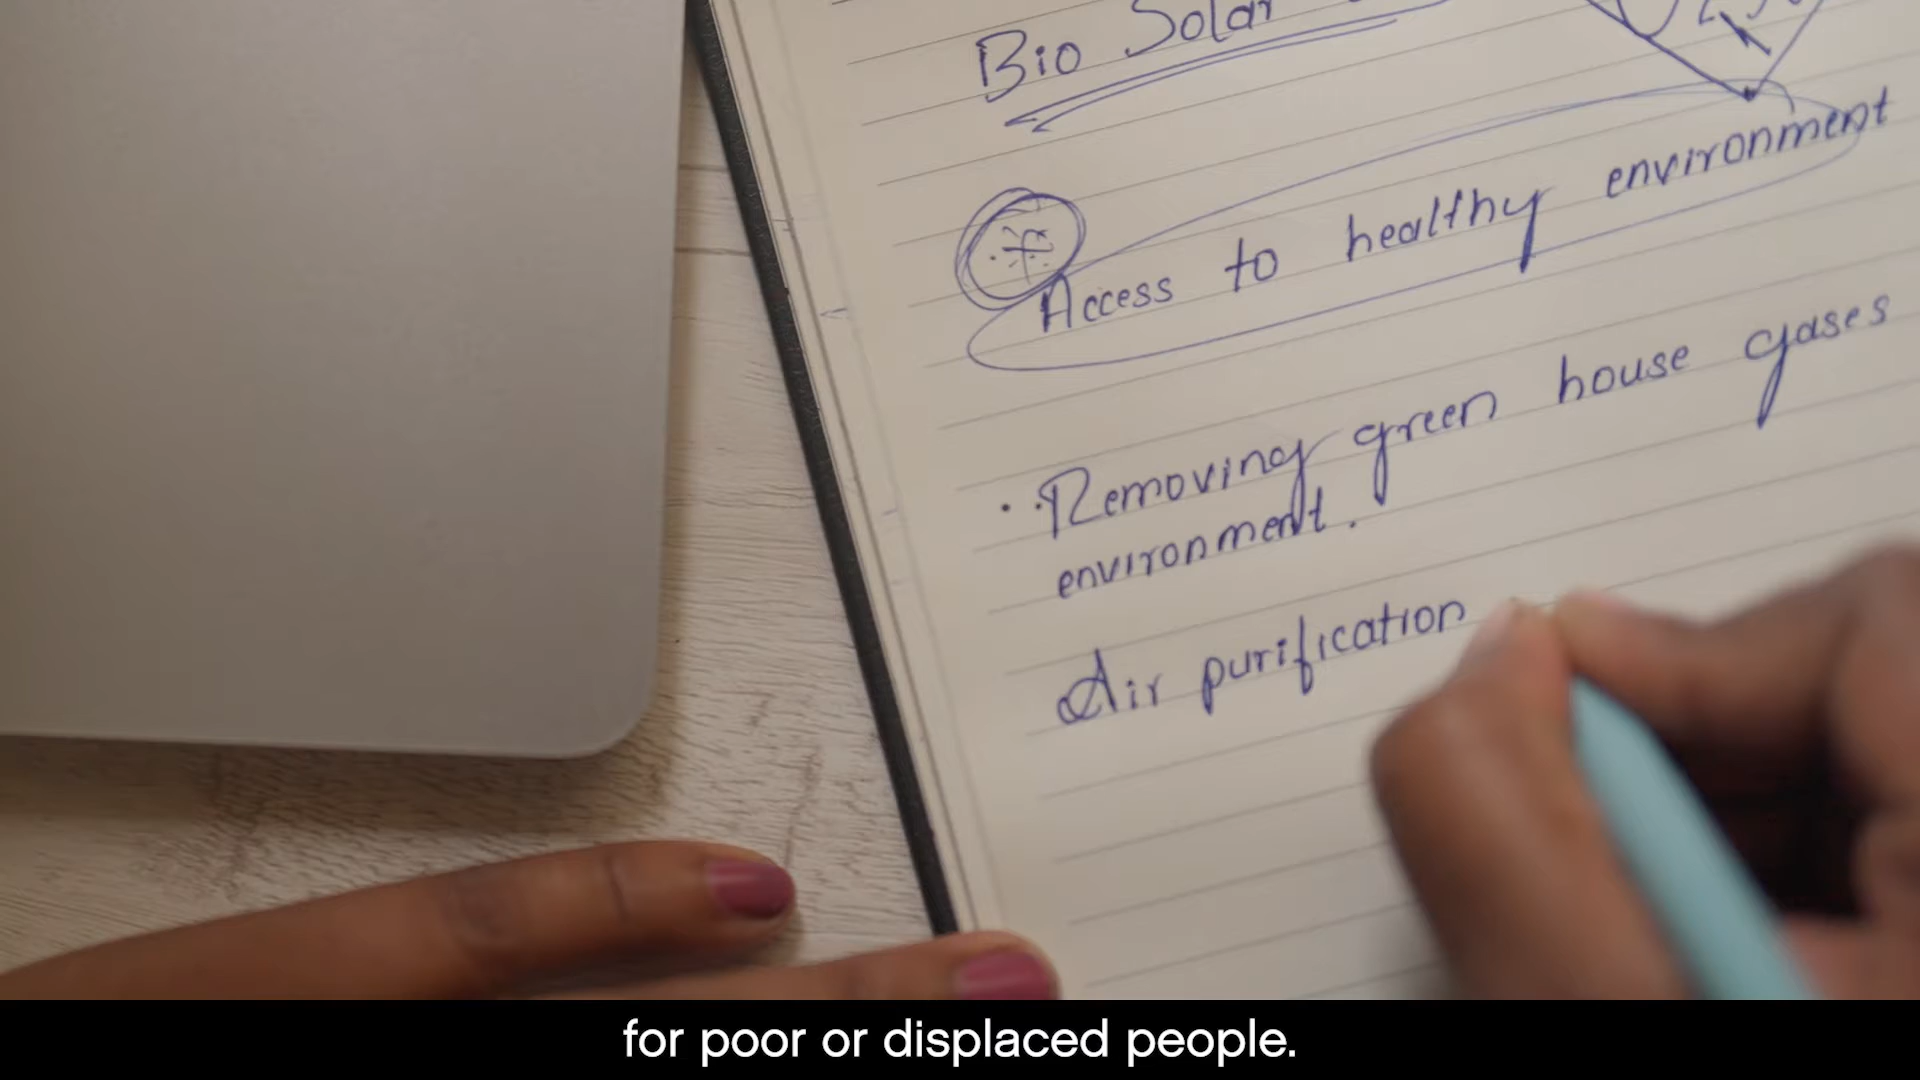 Bio Solar
Access to healthy environment
. . Removing green house gases
environment.
Air purification
for poor or displaced people.